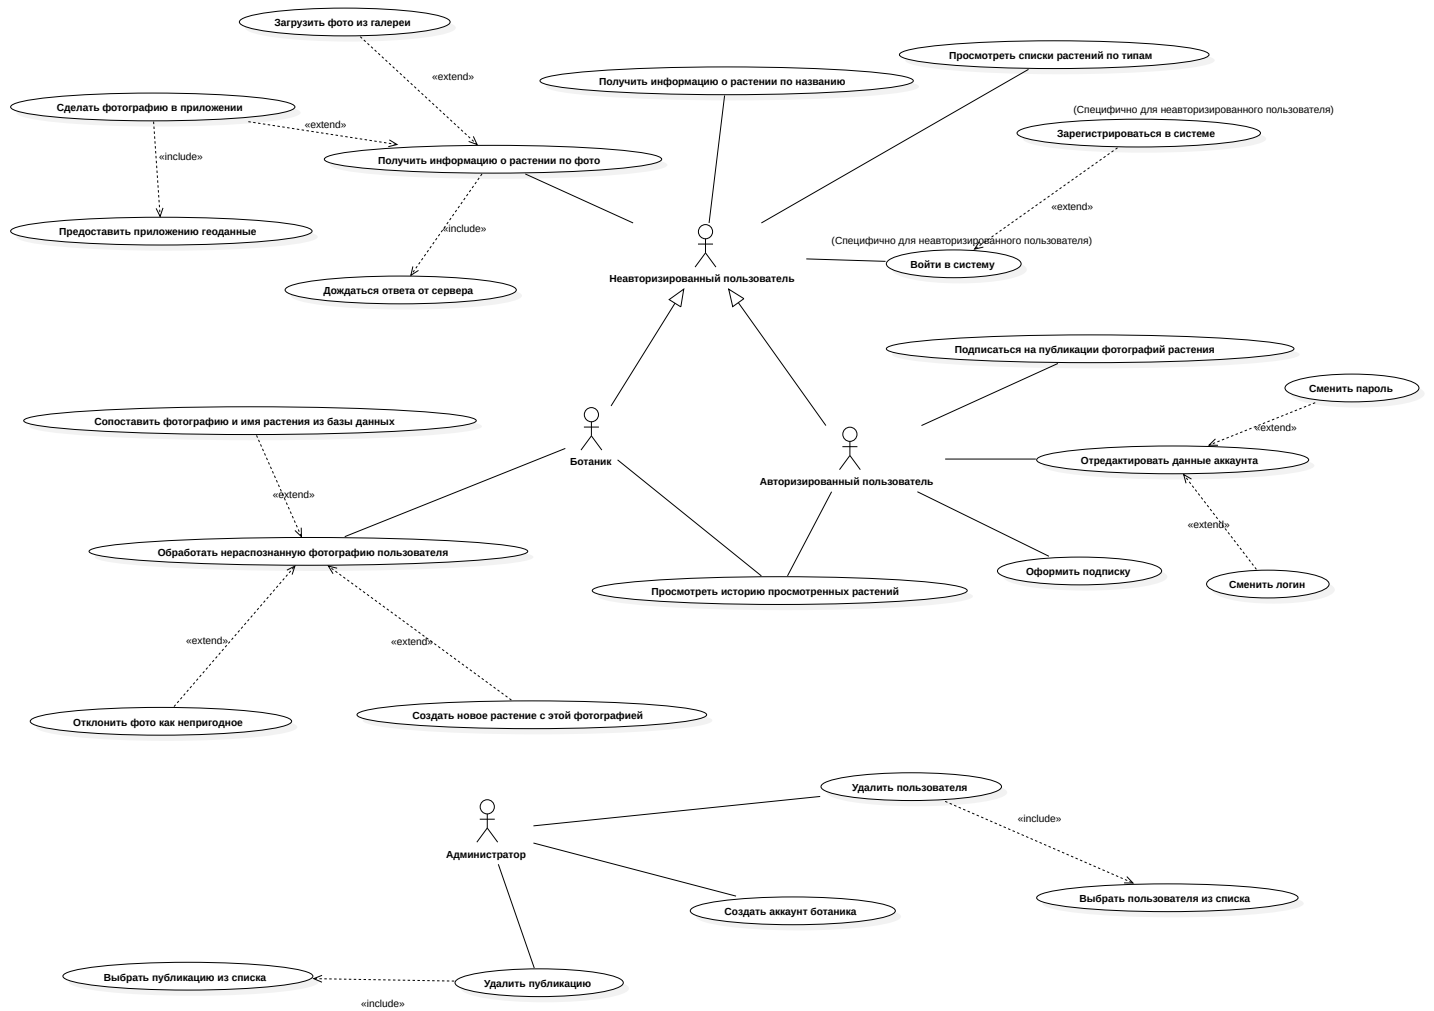 Загрузить фото из галереи
Просмотреть списки растений по типам
«extend»
Получить информацию о растении по названию
Сделать фотографию в приложении
(Специфично для неавторизированного пользователя)
«extend»
Зарегистрироваться в системе
«include»
Получить информацию о растении по фото
«extend»
Предоставить приложению геоданные
«include»
(Специфично для неавторизированного пользователя)
Войти в систему
Неавторизированный пользователь
Дождаться ответа от сервера
Подписаться на публикации фотографий растения
Сменить пароль
Сопоставить фотографию и имя растения из базы данных
«extend»
Ботаник
Отредактировать данные аккаунта
Авторизированный пользователь
«extend»
«extend»
Обработать нераспознанную фотографию пользователя
Оформить подписку
Сменить логин
Просмотреть историю просмотренных растений
«extend»
«extend»
Отклонить фото как непригодное
Создать новое растение с этой фотографией
Удалить пользователя
«include»
Администратор
Выбрать пользователя из списка
Создать аккаунт ботаника
Выбрать публикацию из списка
Удалить публикацию
«include»